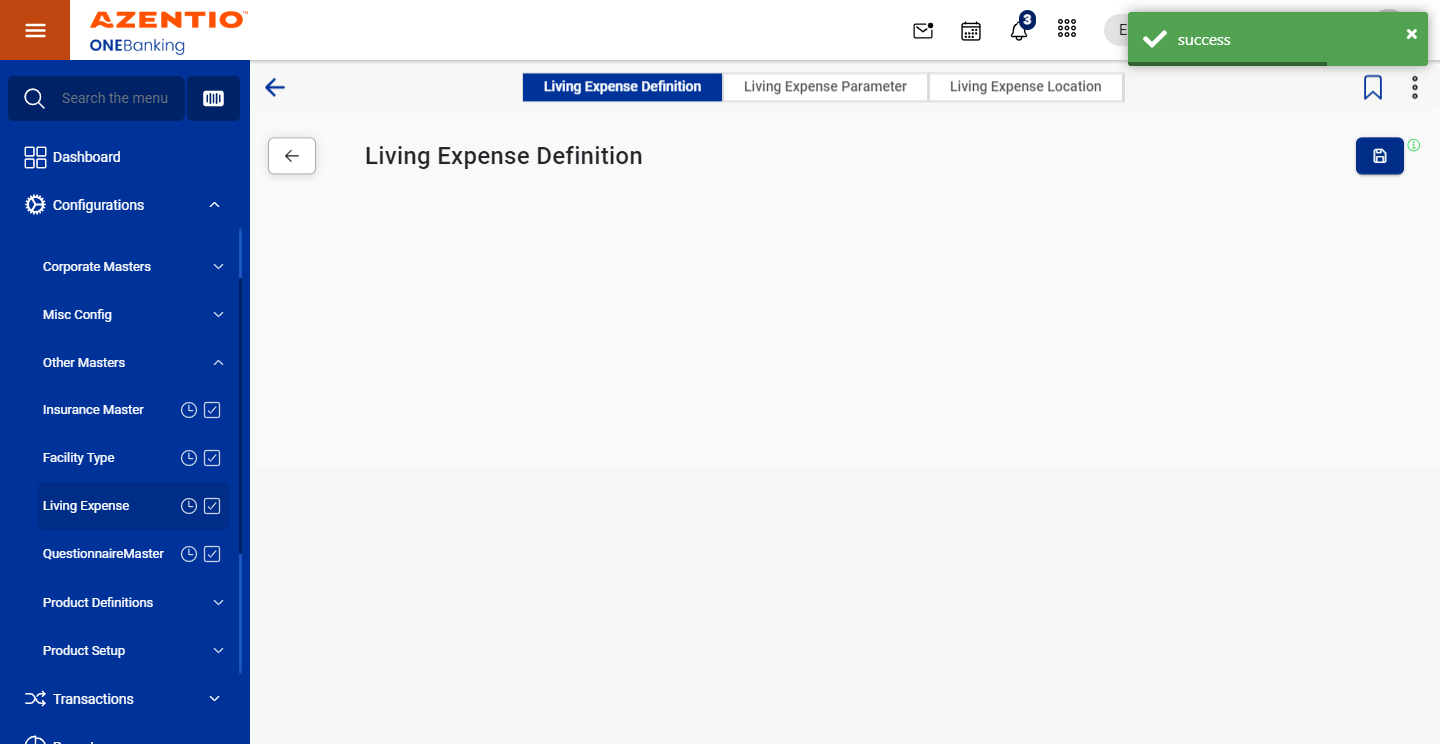 AZENTIO™
ONEBanking
3
E
success
×
Search the menu
Living Expense Definition
Living Expense Parameter
Living Expense Location
Dashboard
Living Expense Definition
Configurations
Corporate Masters
Misc Config
Other Masters
Insurance Master
Facility Type
Living Expense
QuestionnaireMaster
Product Definitions
Product Setup
Transactions